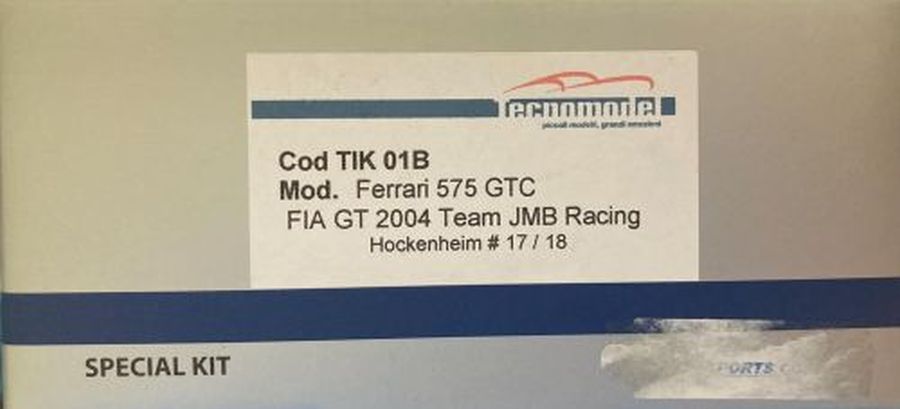 Tecnomodel
piccoli modelli, grandi emozioni
Cod TIK 01B
Mod. Ferrari 575 GTC
FIA GT 2004 Team JMB Racing
Hockenheim # 17 / 18
SPECIAL KIT